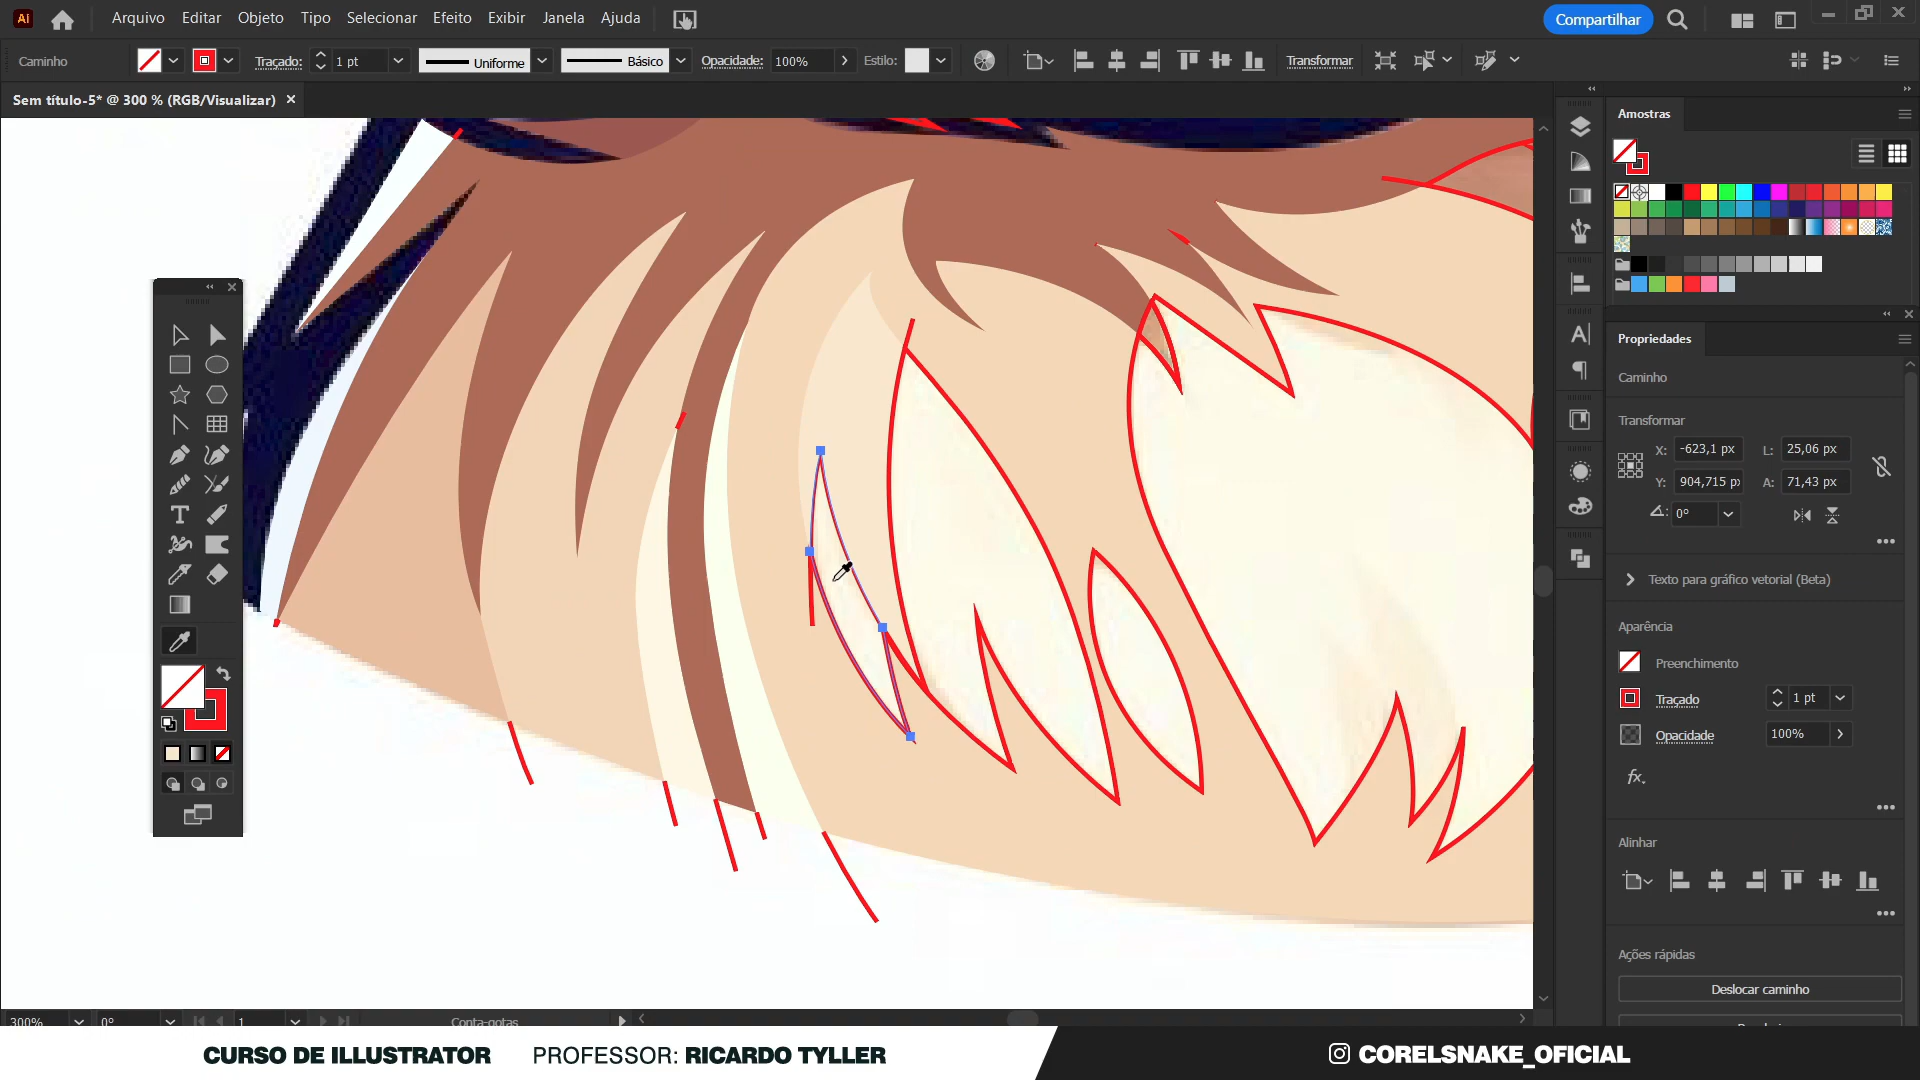 Ai Arquivo Editar Objeto Tipo Selecionar Efeito Exibir Janela Ajuda Compartilhar
Caminho Traçado: 1 pt Uniforme Básico Opacidade: 100% Estilo: Transformar
Sem título-5* @ 300 % (RGB/Visualizar)
Amostras
Propriedades
Caminho
Transformar
X: -623,1 px L: 25,06 px
Y: 904,715 px A: 71,43 px
0°
Texto para gráfico vetorial (Beta)
Aparência
Preenchimento
Traçado 1 pt
Opacidade 100%
fx.
Alinhar
Ações rápidas
Deslocar caminho
300% 0° 1 Conta-gotas
CURSO DE ILLUSTRATOR PROFESSOR: RICARDO TYLLER CORELSNAKE_OFICIAL